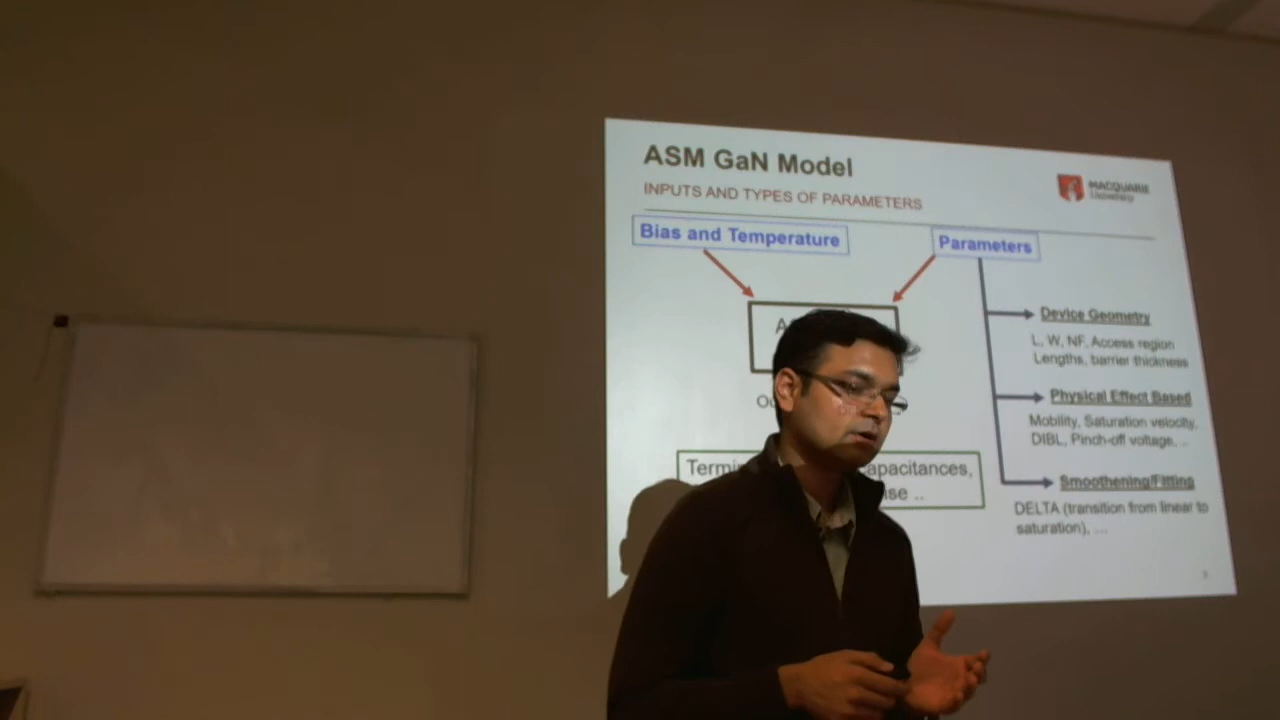 ASM GaN Model
INPUTS AND TYPES OF PARAMETERS
MACQUARIE
University
Bias and Temperature
Parameters
Device Geometry
L, W, NF, Access region
Lengths, barrier thickness
Physical Effect Based
Mobility, Saturation velocity,
DIBL, Pinch-off voltage, ..
apacitances,
Smoothening/Fitting
DELTA (transition from linear to
saturation), ...